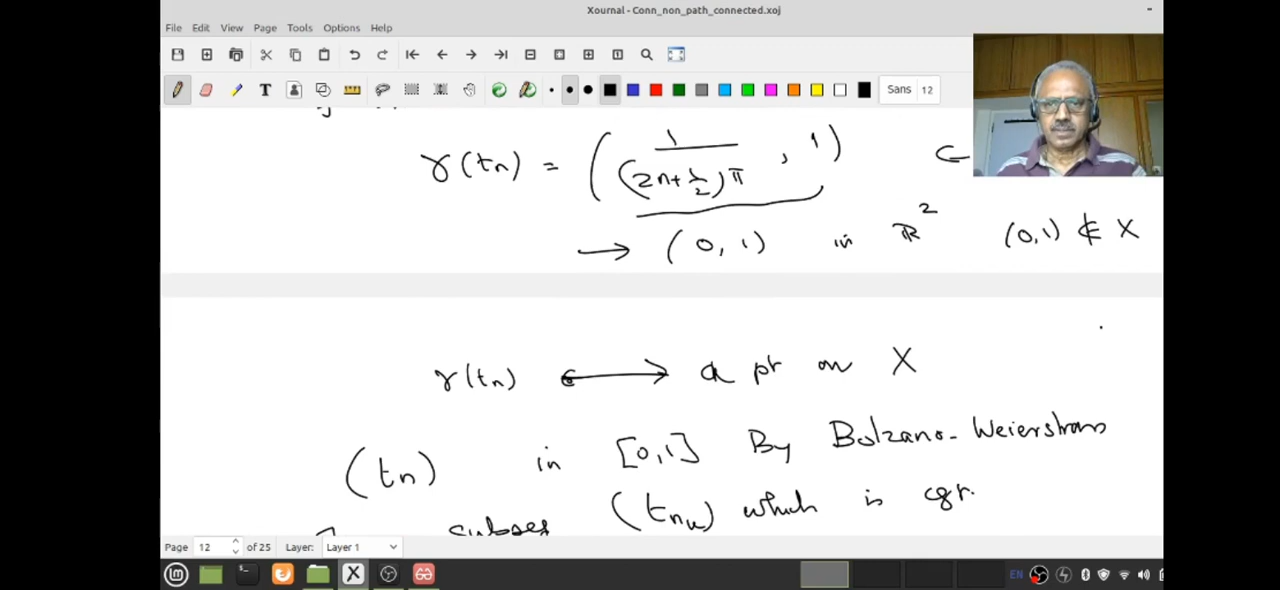 Xournal - Conn_non_path_connected.xoj
File Edit View Page Tools Options Help
Sans 12
γ(tn) = ( 1 / (2n+1/2)π , 1 ) ∈
→ (0, 1) in ℝ² (0,1) ∉ X
γ(tn) ⟷ a pt on X
(tn) in [0,1] By Bolzano-Weierstrass
subseq (tnk) which is cgt.
Page 12 of 25 Layer: Layer 1
EN